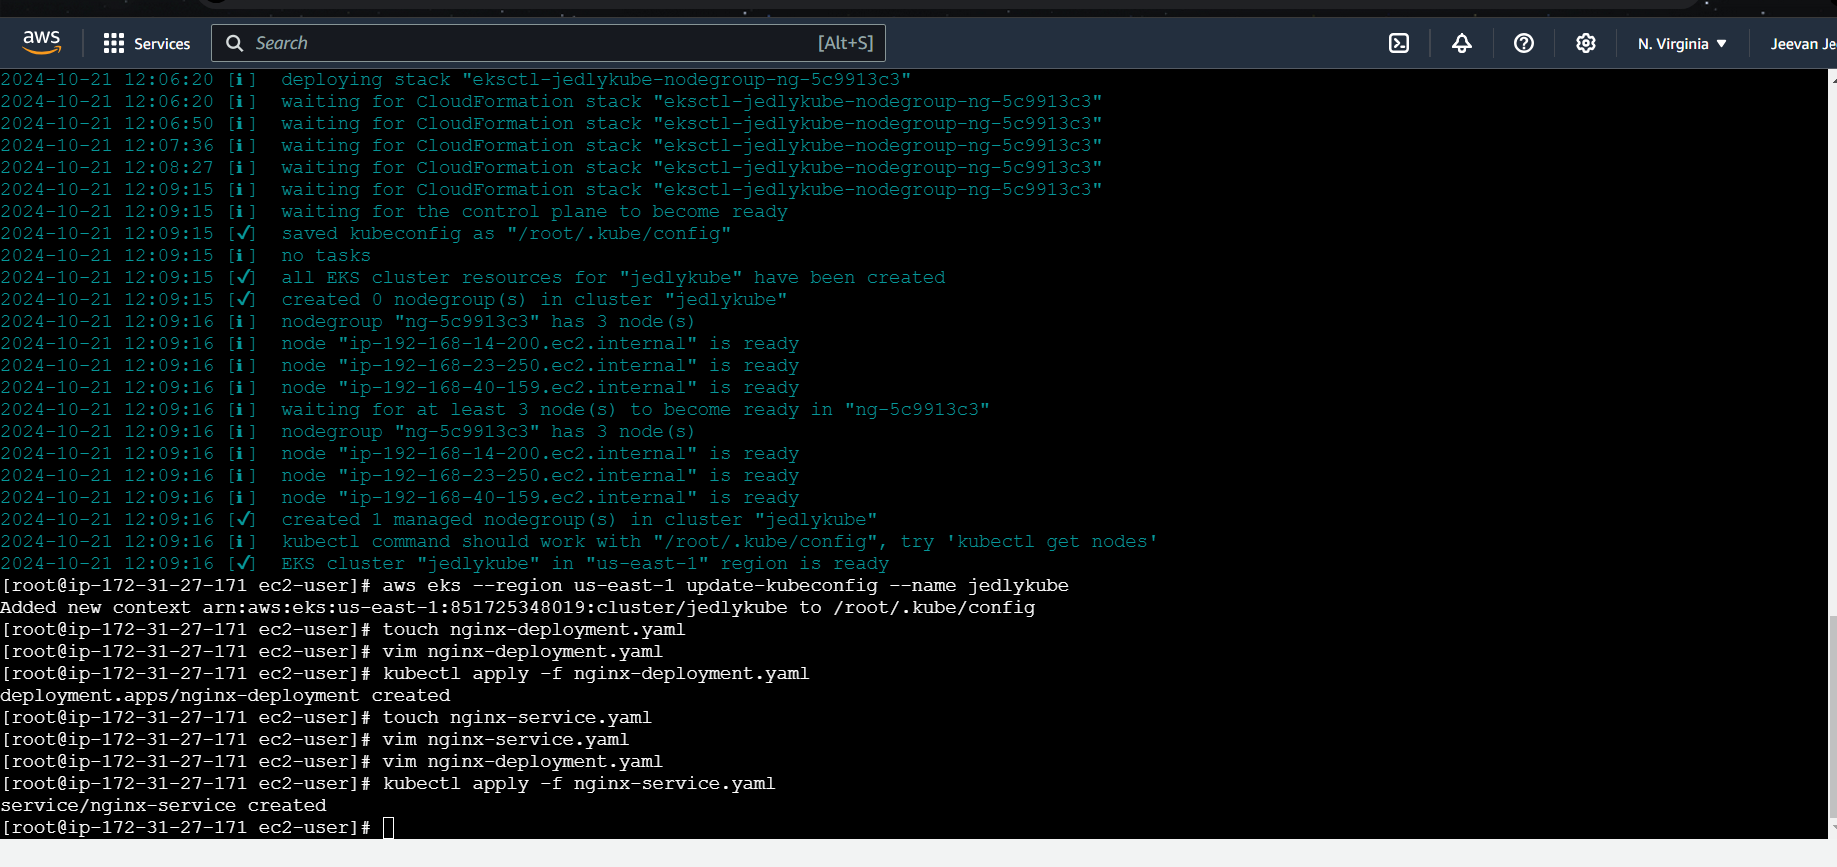 aws Services Search [Alt+S] N. Virginia ▼ Jeevan Je
2024-10-21 12:06:20 [ℹ]  deploying stack "eksctl-jedlykube-nodegroup-ng-5c9913c3"
2024-10-21 12:06:20 [ℹ]  waiting for CloudFormation stack "eksctl-jedlykube-nodegroup-ng-5c9913c3"
2024-10-21 12:06:50 [ℹ]  waiting for CloudFormation stack "eksctl-jedlykube-nodegroup-ng-5c9913c3"
2024-10-21 12:07:36 [ℹ]  waiting for CloudFormation stack "eksctl-jedlykube-nodegroup-ng-5c9913c3"
2024-10-21 12:08:27 [ℹ]  waiting for CloudFormation stack "eksctl-jedlykube-nodegroup-ng-5c9913c3"
2024-10-21 12:09:15 [ℹ]  waiting for CloudFormation stack "eksctl-jedlykube-nodegroup-ng-5c9913c3"
2024-10-21 12:09:15 [ℹ]  waiting for the control plane to become ready
2024-10-21 12:09:15 [✔]  saved kubeconfig as "/root/.kube/config"
2024-10-21 12:09:15 [ℹ]  no tasks
2024-10-21 12:09:15 [✔]  all EKS cluster resources for "jedlykube" have been created
2024-10-21 12:09:15 [✔]  created 0 nodegroup(s) in cluster "jedlykube"
2024-10-21 12:09:16 [ℹ]  nodegroup "ng-5c9913c3" has 3 node(s)
2024-10-21 12:09:16 [ℹ]  node "ip-192-168-14-200.ec2.internal" is ready
2024-10-21 12:09:16 [ℹ]  node "ip-192-168-23-250.ec2.internal" is ready
2024-10-21 12:09:16 [ℹ]  node "ip-192-168-40-159.ec2.internal" is ready
2024-10-21 12:09:16 [ℹ]  waiting for at least 3 node(s) to become ready in "ng-5c9913c3"
2024-10-21 12:09:16 [ℹ]  nodegroup "ng-5c9913c3" has 3 node(s)
2024-10-21 12:09:16 [ℹ]  node "ip-192-168-14-200.ec2.internal" is ready
2024-10-21 12:09:16 [ℹ]  node "ip-192-168-23-250.ec2.internal" is ready
2024-10-21 12:09:16 [ℹ]  node "ip-192-168-40-159.ec2.internal" is ready
2024-10-21 12:09:16 [✔]  created 1 managed nodegroup(s) in cluster "jedlykube"
2024-10-21 12:09:16 [ℹ]  kubectl command should work with "/root/.kube/config", try 'kubectl get nodes'
2024-10-21 12:09:16 [✔]  EKS cluster "jedlykube" in "us-east-1" region is ready
[root@ip-172-31-27-171 ec2-user]# aws eks --region us-east-1 update-kubeconfig --name jedlykube
Added new context arn:aws:eks:us-east-1:851725348019:cluster/jedlykube to /root/.kube/config
[root@ip-172-31-27-171 ec2-user]# touch nginx-deployment.yaml
[root@ip-172-31-27-171 ec2-user]# vim nginx-deployment.yaml
[root@ip-172-31-27-171 ec2-user]# kubectl apply -f nginx-deployment.yaml
deployment.apps/nginx-deployment created
[root@ip-172-31-27-171 ec2-user]# touch nginx-service.yaml
[root@ip-172-31-27-171 ec2-user]# vim nginx-service.yaml
[root@ip-172-31-27-171 ec2-user]# vim nginx-deployment.yaml
[root@ip-172-31-27-171 ec2-user]# kubectl apply -f nginx-service.yaml
service/nginx-service created
[root@ip-172-31-27-171 ec2-user]#